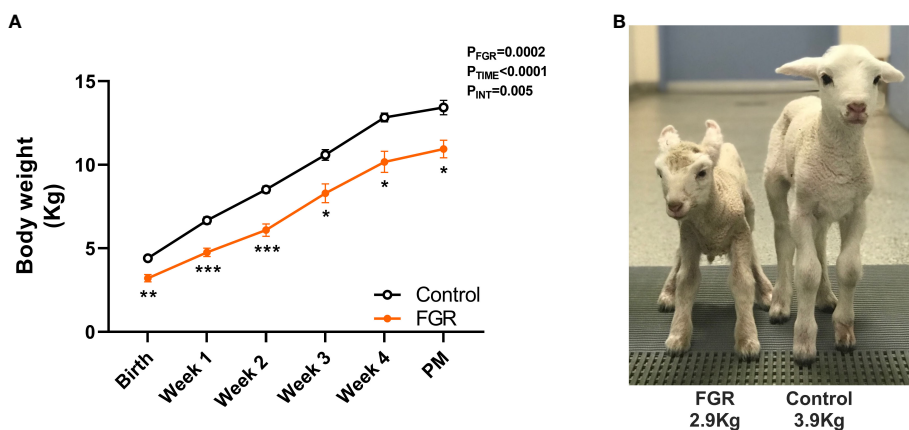 A
P_FGR=0.0002
P_TIME<0.0001
P_INT=0.005
15
10
5
0
Body weight
(Kg)
**
***
***
*
*
*
Control
FGR
Birth
Week 1
Week 2
Week 3
Week 4
PM
B
FGR
2.9Kg
Control
3.9Kg